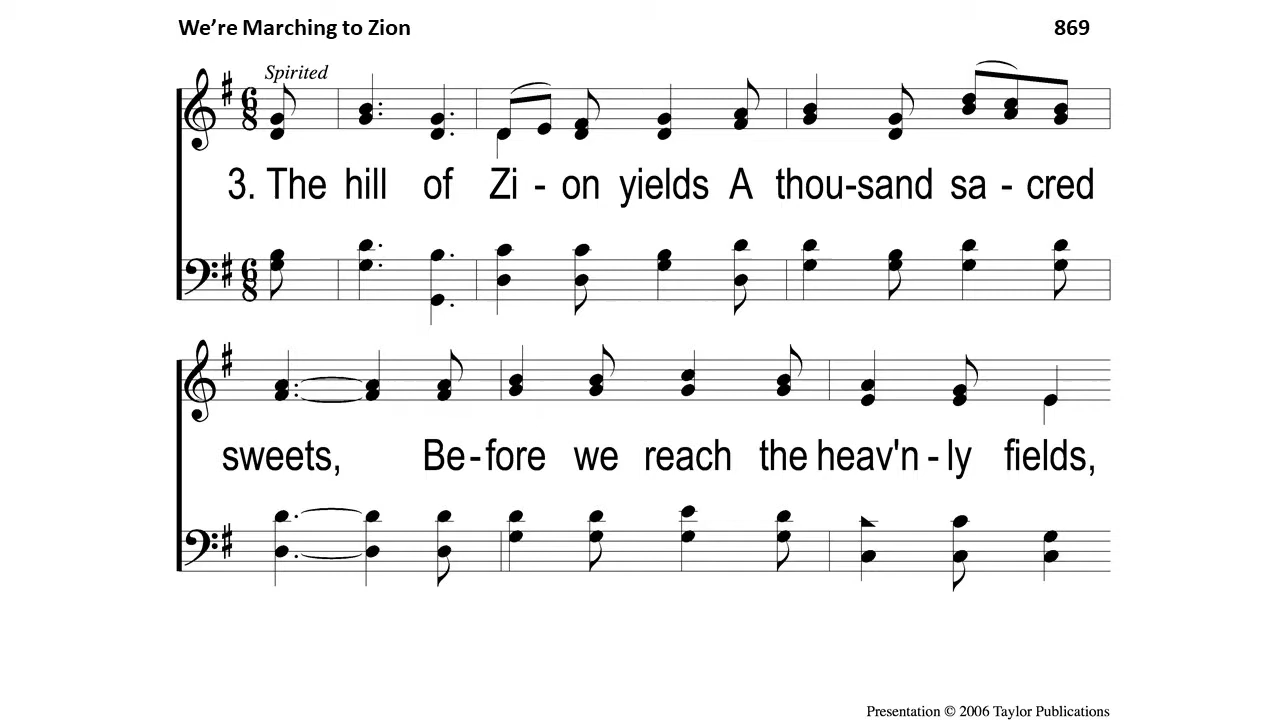 We’re Marching to Zion 869
Spirited
3. The hill of Zi - on yields A thou-sand sa - cred
sweets, Be-fore we reach the heav'n - ly fields,
Presentation © 2006 Taylor Publications